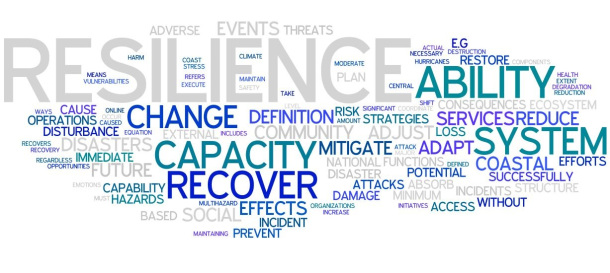 ADVERSE EVENTS THREATS
RESILIENCE
HARM
COAST
STRESS
CLIMATE
MODERATE
ACTUAL
E.G
NECESSARY DESTRUCTION
HURRICANES RESTORE COMPONENTS
MEANS
VULNERABILITIES
REFERS
EXECUTE
MAINTAIN
SAFETY
PLAN
TAKE
CENTRAL
ABILITY
HEALTH
EXTENT
DEGRADATION
REDUCTION
SHIFT
WAYS CAUSE ONLINE
OPERATIONS CAUSED
DISTURBANCE EQUATION
CHANGE
LEVEL
DEFINITION RISK SIGNIFICANT COORDINATE
AMOUNT STRATEGIES
CONSEQUENCES ECOSYSTEM
SERVICES REDUCE
EXTERNAL INCLUDES COMMUNITY ADJUST LOSS
RECOVERS
RECOVERY DISASTERS
CAPACITY MITIGATE ATTACK
ADAPT SYSTEM
REGARDLESS IMMEDIATE
OPPORTUNITIES
FUTURE
NATIONAL FUNCTIONS DEFINED COASTAL EFFORTS
DISASTER POTENTIAL SUCCESSFULLY
EMOTIONS CAPABILITY
MUST HAZARDS
RECOVER
ATTACKS ABSORB INCIDENTS STRUCTURE
DAMAGE MINIMUM
MULTIHAZARD
BASED SOCIAL EFFECTS ORGANIZATIONS
INCREASE
INITIATIVES ACCESS WITHOUT
INCIDENT
MAINTAINING PREVENT